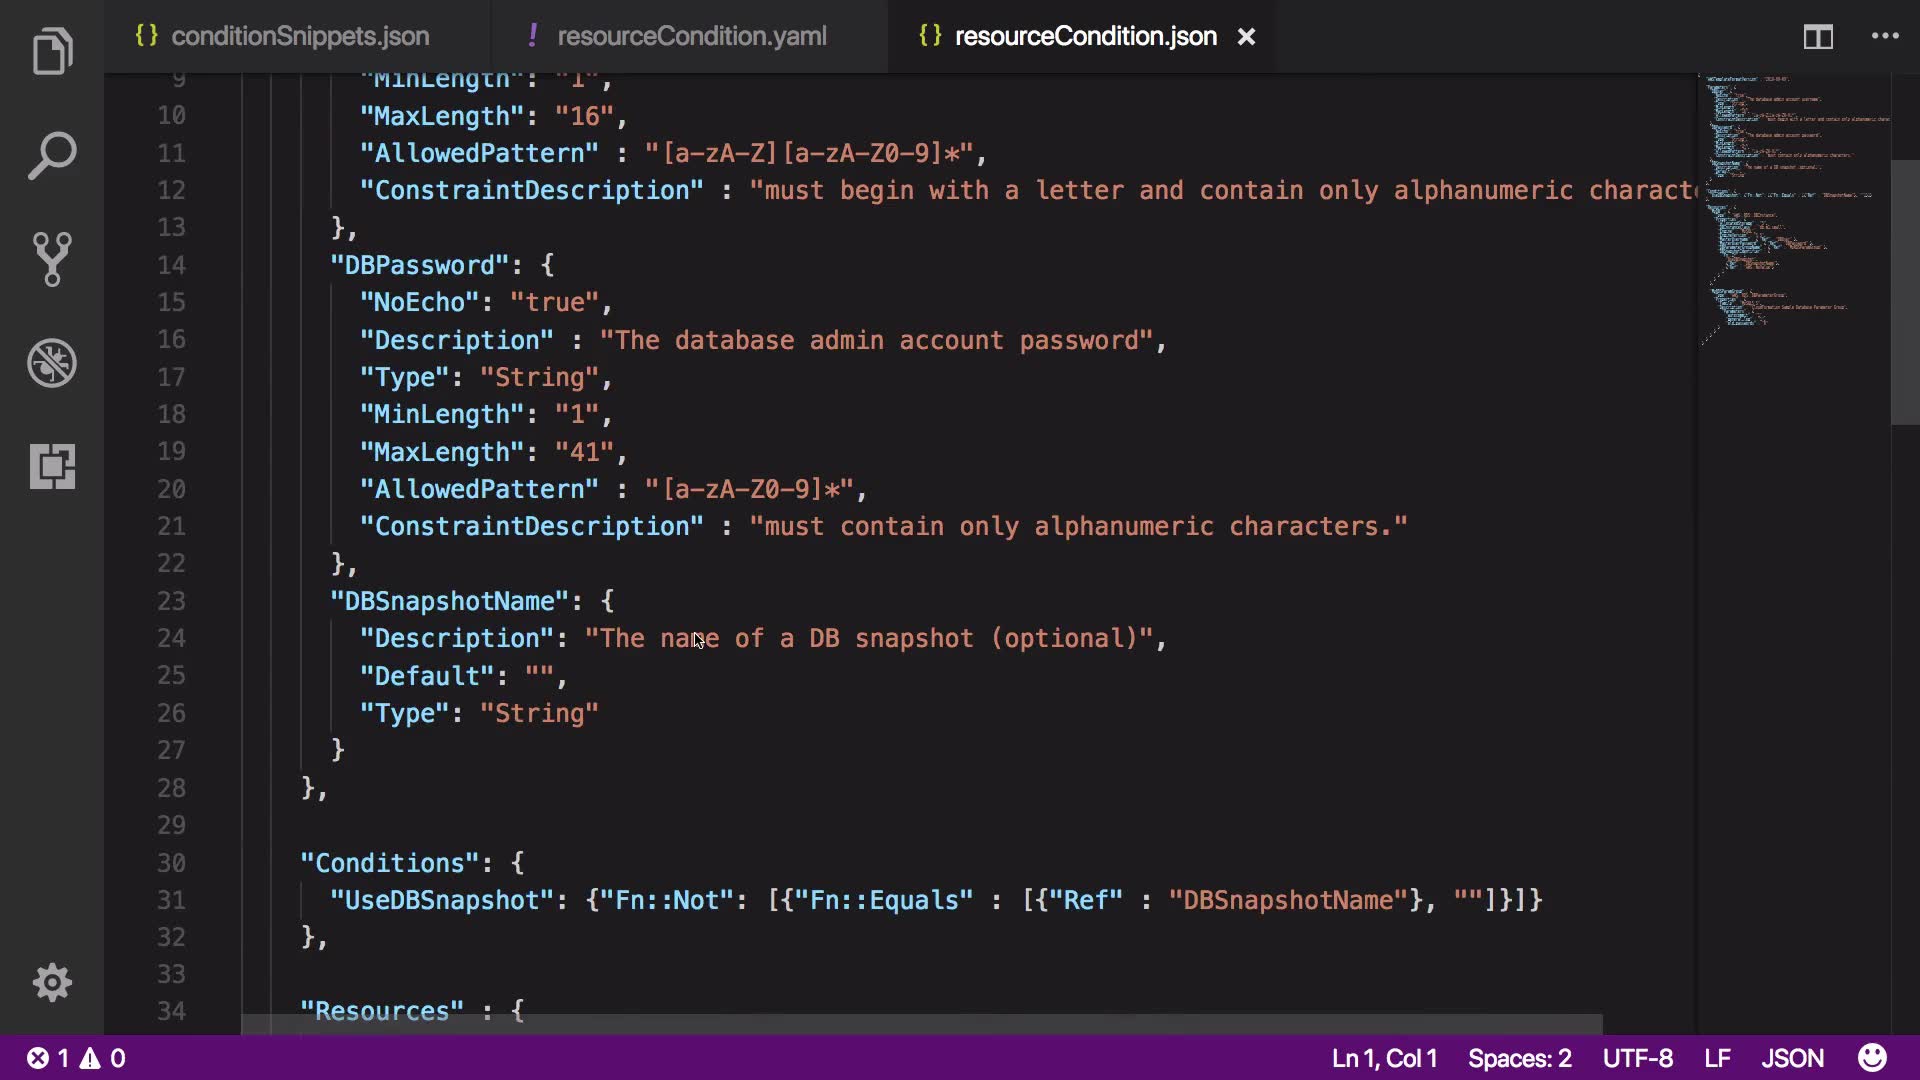 conditionSnippets.json
! resourceCondition.yaml
{} resourceCondition.json ×
9 "MinLength": "1",
10 "MaxLength": "16",
11 "AllowedPattern" : "[a-zA-Z][a-zA-Z0-9]*",
12 "ConstraintDescription" : "must begin with a letter and contain only alphanumeric charact
13 },
14 "DBPassword": {
15 "NoEcho": "true",
16 "Description" : "The database admin account password",
17 "Type": "String",
18 "MinLength": "1",
19 "MaxLength": "41",
20 "AllowedPattern" : "[a-zA-Z0-9]*",
21 "ConstraintDescription" : "must contain only alphanumeric characters."
22 },
23 "DBSnapshotName": {
24 "Description": "The name of a DB snapshot (optional)",
25 "Default": "",
26 "Type": "String"
27 }
28 },
29
30 "Conditions": {
31 "UseDBSnapshot": {"Fn::Not": [{"Fn::Equals" : [{"Ref" : "DBSnapshotName"}, ""]}]}
32 },
33
34 "Resources" : {
1 0
Ln 1, Col 1 Spaces: 2 UTF-8 LF JSON